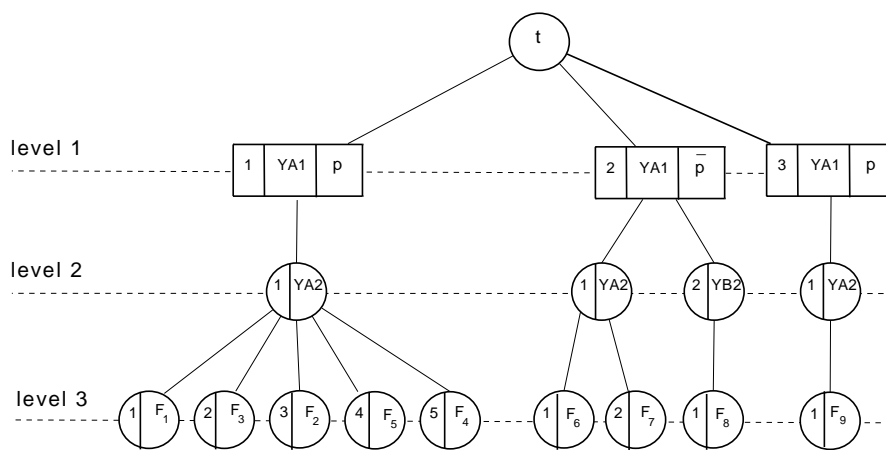 t
level 1
1 YA1 p
2 YA1 p̅
3 YA1 p
level 2
1 YA2
1 YA2
2 YB2
1 YA2
level 3
1 F₁
2 F₃
3 F₂
4 F₅
5 F₄
1 F₆
2 F₇
1 F₈
1 F₉